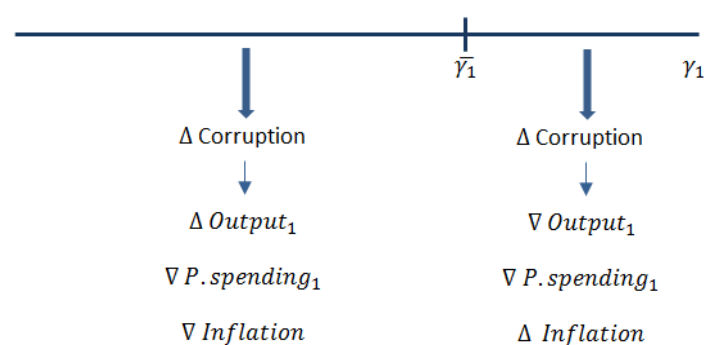 γ̄₁ γ₁
Δ Corruption Δ Corruption
Δ Output₁ ∇ Output₁
∇ P.spending₁ ∇ P.spending₁
∇ Inflation Δ Inflation